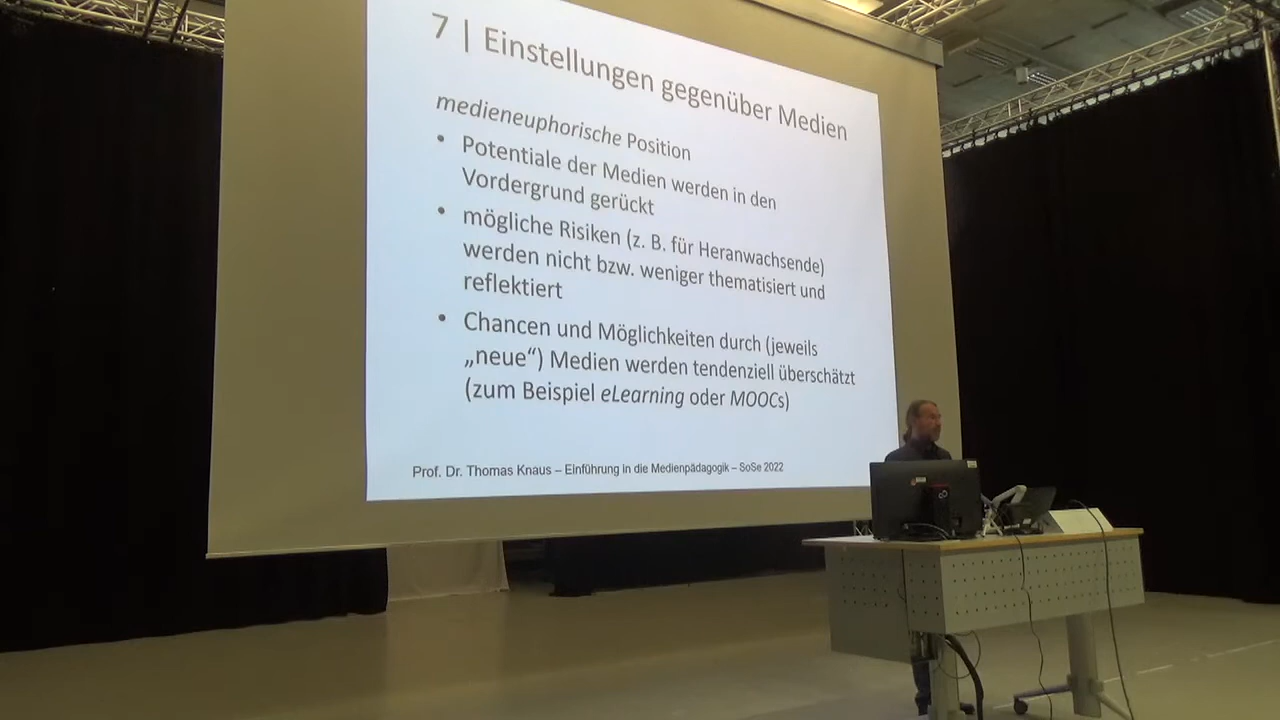 7 | Einstellungen gegenüber Medien
medieneuphorische Position
• Potentiale der Medien werden in den
Vordergrund gerückt
• mögliche Risiken (z. B. für Heranwachsende)
werden nicht bzw. weniger thematisiert und
reflektiert
• Chancen und Möglichkeiten durch (jeweils
„neue“) Medien werden tendenziell überschätzt
(zum Beispiel eLearning oder MOOCs)
Prof. Dr. Thomas Knaus – Einführung in die Medienpädagogik – SoSe 2022